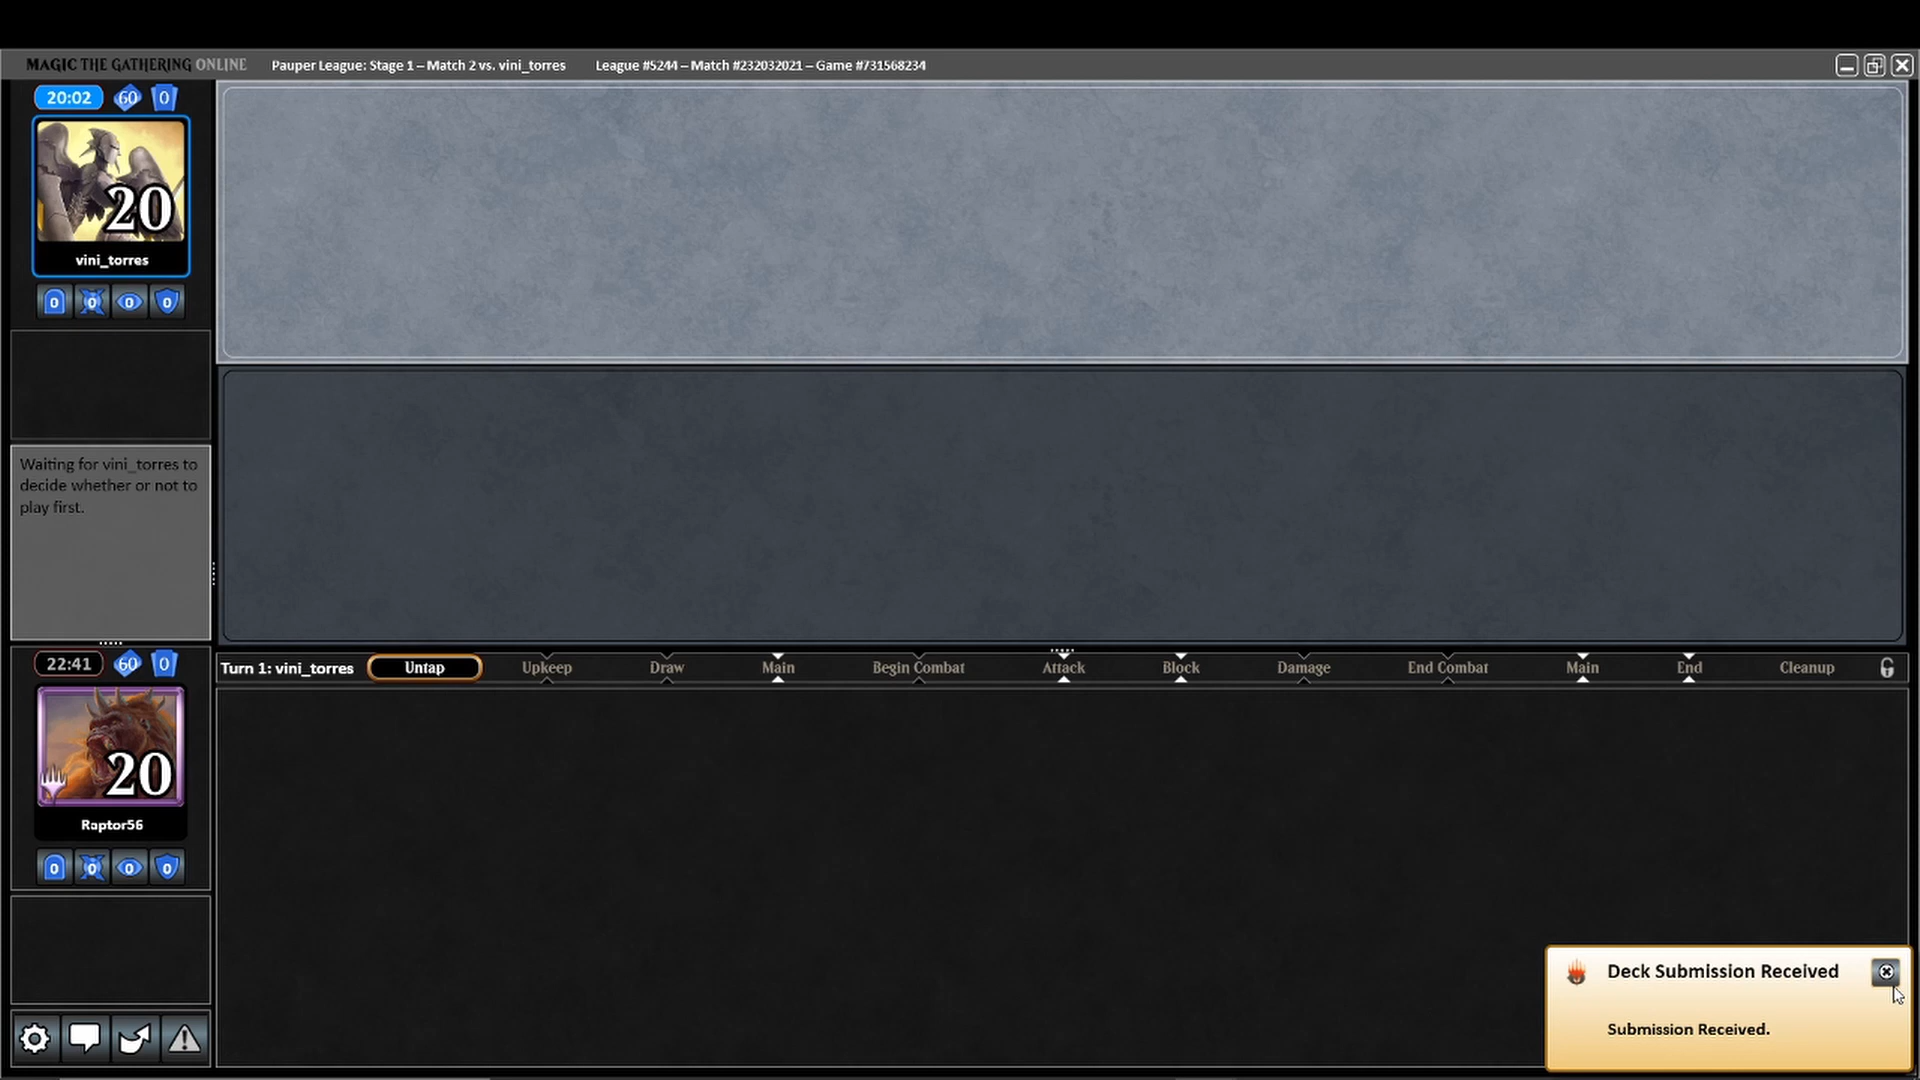 MAGIC THE GATHERING ONLINE Pauper League: Stage 1 – Match 2 vs. vini_torres League #5244 – Match #232032021 – Game #731568234
20:02 60 0
20
vini_torres
0 0 0 0
Waiting for vini_torres to
decide whether or not to
play first.
22:41 60 0
Turn 1: vini_torres Untap Upkeep Draw Main Begin Combat Attack Block Damage End Combat Main End Cleanup
20
Raptor56
0 0 0 0
Deck Submission Received
Submission Received.